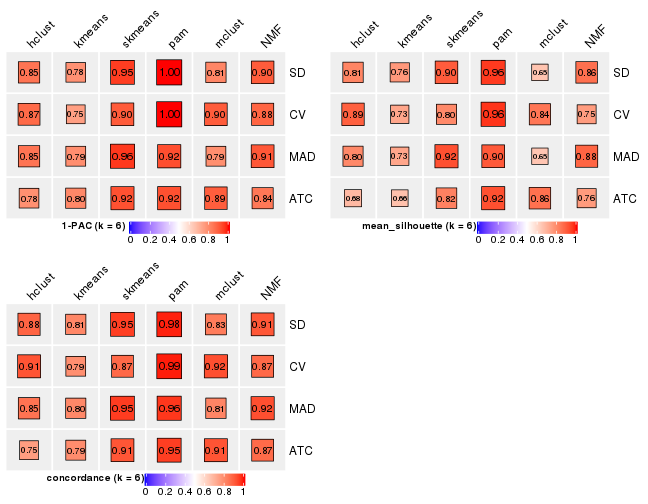 hclust kmeans skmeans pam mclust NMF
0.85 0.78 0.95 1.00 0.81 0.90 SD
0.87 0.75 0.90 1.00 0.90 0.88 CV
0.85 0.79 0.96 0.92 0.79 0.91 MAD
0.78 0.80 0.92 0.92 0.89 0.84 ATC
1-PAC (k = 6)
0 0.2 0.4 0.6 0.8 1
hclust kmeans skmeans pam mclust NMF
0.81 0.76 0.90 0.96 0.65 0.86 SD
0.89 0.73 0.80 0.96 0.84 0.75 CV
0.80 0.73 0.92 0.90 0.65 0.88 MAD
0.68 0.66 0.82 0.92 0.86 0.76 ATC
mean_silhouette (k = 6)
0 0.2 0.4 0.6 0.8 1
hclust kmeans skmeans pam mclust NMF
0.88 0.81 0.95 0.98 0.83 0.91 SD
0.91 0.79 0.87 0.99 0.92 0.87 CV
0.85 0.80 0.95 0.96 0.81 0.92 MAD
0.75 0.79 0.91 0.95 0.91 0.87 ATC
concordance (k = 6)
0 0.2 0.4 0.6 0.8 1